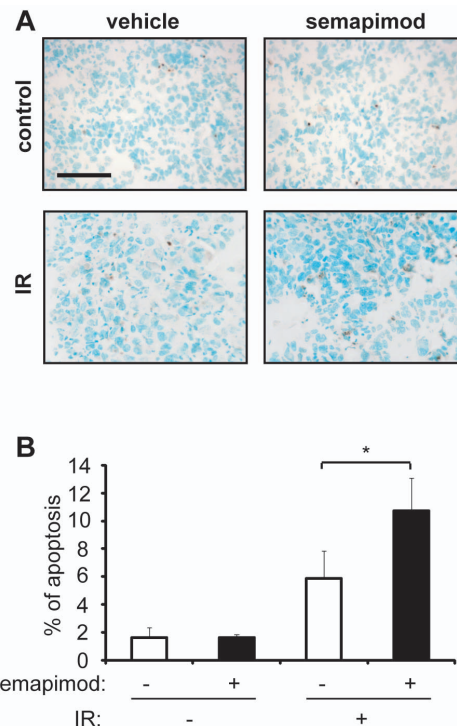 A
vehicle semapimod
control
IR
B
% of apoptosis
14
12
10
8
6
4
2
0
*
emapimod: - + - +
IR: - +